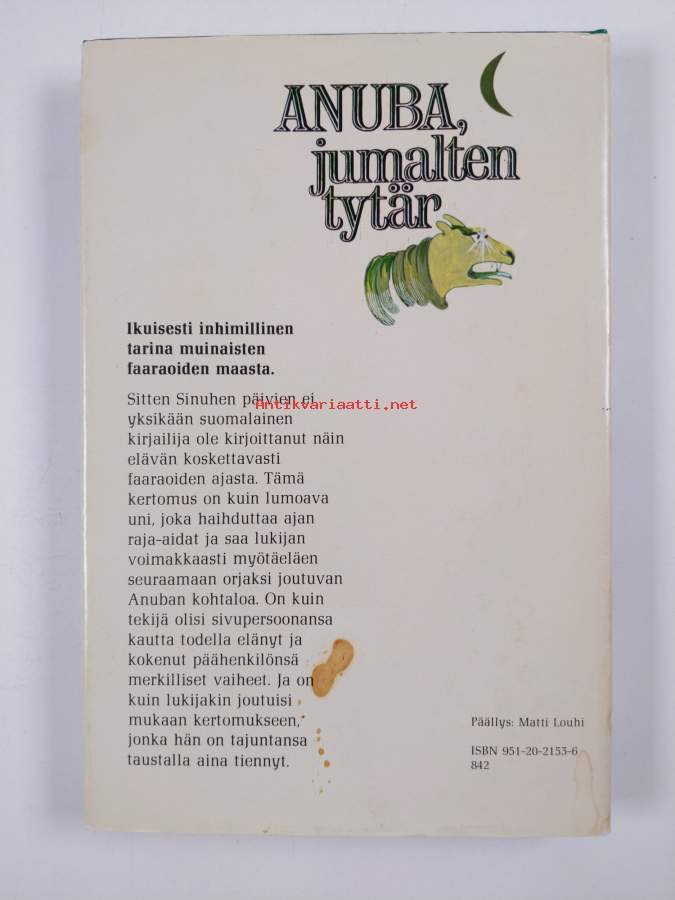 ANUBA,
jumalten
tytär
Ikuisesti inhimillinen
tarina muinaisten
faaraoiden maasta.
Sitten Sinuhen päivien ei
Antikvariaatti.net
yksikään suomalainen
kirjailija ole kirjoittanut näin
elävän koskettavasti
faaraoiden ajasta. Tämä
kertomus on kuin lumoava
uni, joka haihduttaa ajan
raja-aidat ja saa lukijan
voimakkaasti myötäeläen
seuraamaan orjaksi joutuvan
Anuban kohtaloa. On kuin
tekijä olisi sivupersoonansa
kautta todella elänyt ja
kokenut päähenkilönsä
merkilliset vaiheet. Ja on
kuin lukijakin joutuisi
mukaan kertomukseen,
jonka hän on tajuntansa
taustalla aina tiennyt.
Päällys: Matti Louhi
ISBN 951-20-2153-6
842